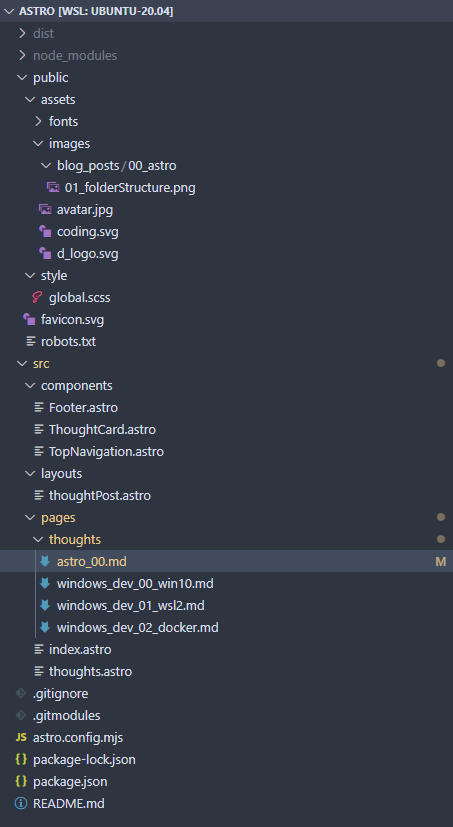 ASTRO [WSL: UBUNTU-20.04]
dist
node_modules
public
assets
fonts
images
blog_posts/00_astro
01_folderStructure.png
avatar.jpg
coding.svg
d_logo.svg
style
global.scss
favicon.svg
robots.txt
src
components
Footer.astro
ThoughtCard.astro
TopNavigation.astro
layouts
thoughtPost.astro
pages
thoughts
astro_00.md M
windows_dev_00_win10.md
windows_dev_01_wsl2.md
windows_dev_02_docker.md
index.astro
thoughts.astro
.gitignore
.gitmodules
JS astro.config.mjs
{} package-lock.json
{} package.json
README.md